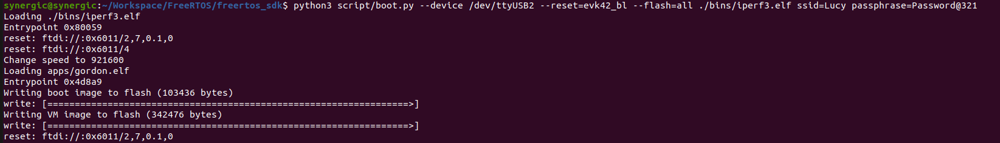 synergic@synergic:~/Workspace/FreeRTOS/freertos_sdk$ python3 script/boot.py --device /dev/ttyUSB2 --reset=evk42_bl --flash=all ./bins/iperf3.elf ssid=Lucy passphrase=Password@321
Loading ./bins/iperf3.elf
Entrypoint 0x80059
reset: ftdi://:0x6011/2,7,0.1,0
reset: ftdi://:0x6011/4
Change speed to 921600
Loading apps/gordon.elf
Entrypoint 0x4d8a9
Writing boot image to flash (103436 bytes)
write: [==================================================================>]
Writing VM image to flash (342476 bytes)
write: [==================================================================>]
reset: ftdi://:0x6011/2,7,0.1,0